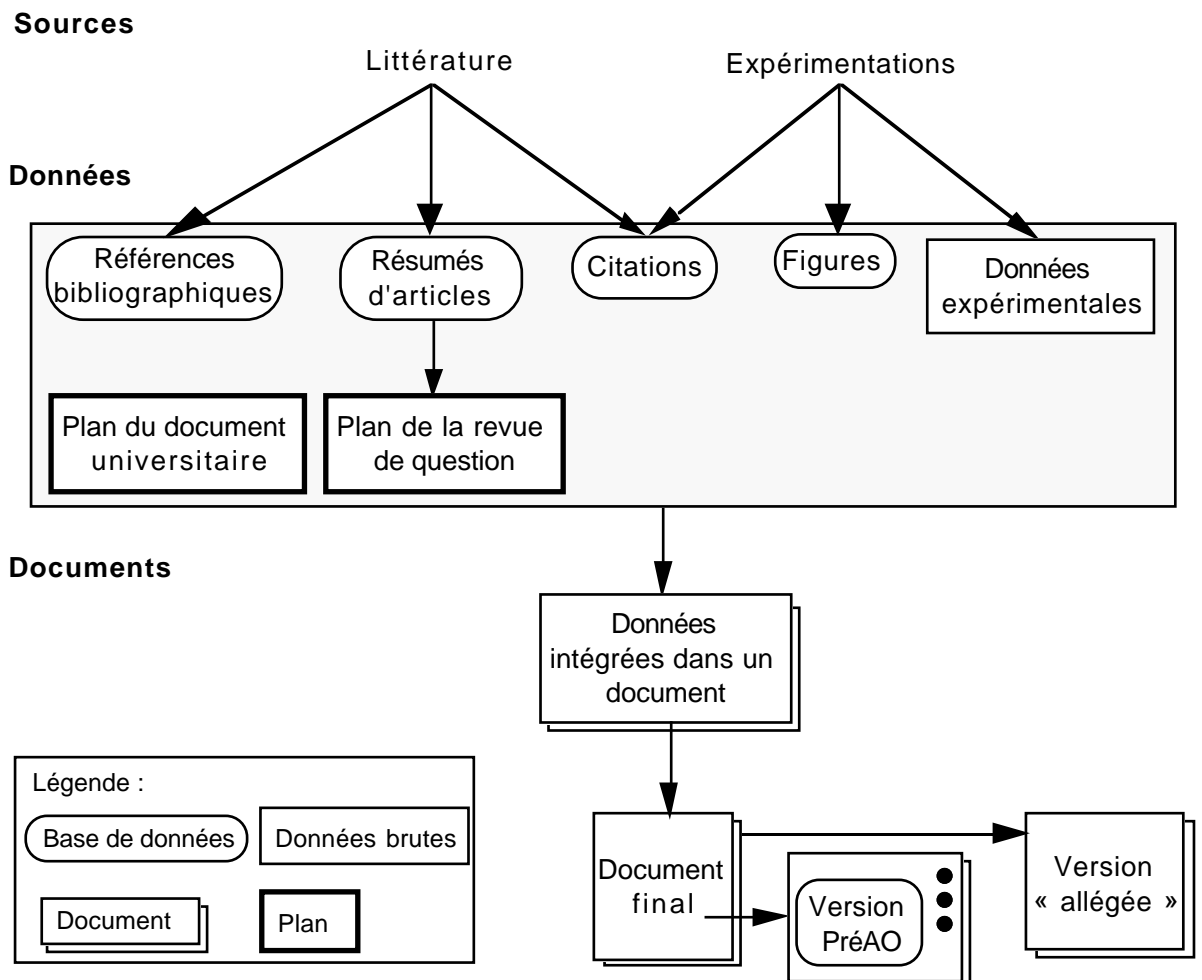 Sources
Littérature
Expérimentations
Données
Références
bibliographiques
Résumés
d'articles
Citations
Figures
Données
expérimentales
Plan du document
universitaire
Plan de la revue
de question
Documents
Données
intégrées dans un
document
Légende :
Base de données
Données brutes
Document
Plan
Document
final
Version
PréAO
Version
« allégée »